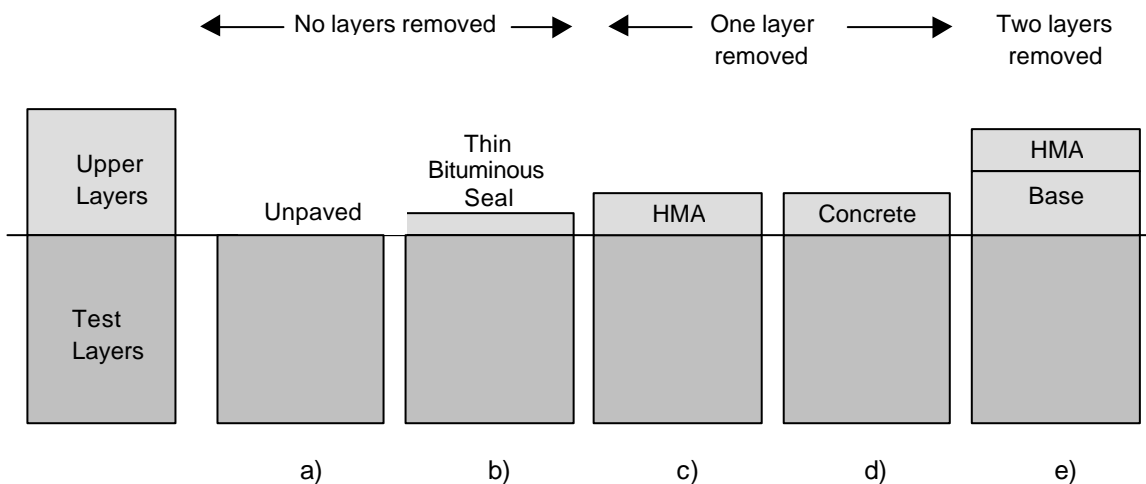 No layers removed
One layer
removed
Two layers
removed
Upper
Layers
Test
Layers
Unpaved
Thin
Bituminous
Seal
HMA
Concrete
HMA
Base
a)
b)
c)
d)
e)